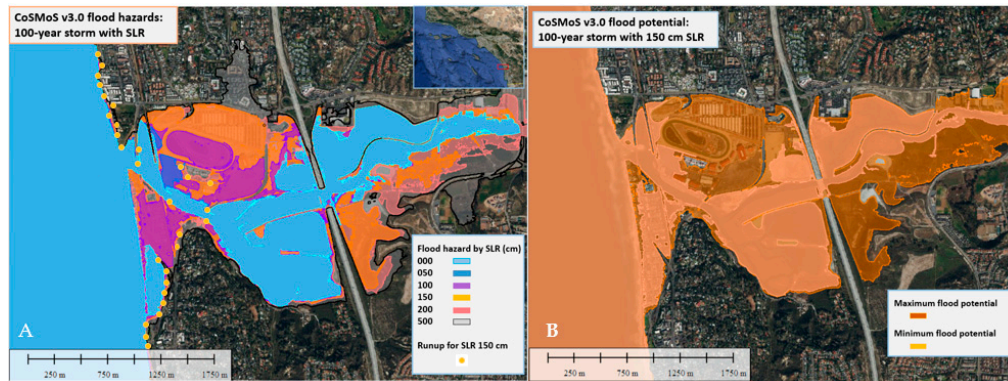 CoSMoS v3.0 flood hazards:
100-year storm with SLR
Flood hazard by SLR (cm)
000
050
100
150
200
500
Runup for SLR 150 cm
A
250 m 750 m 1250 m 1750 m
CoSMoS v3.0 flood potential:
100-year storm with 150 cm SLR
Maximum flood potential
Minimum flood potential
B
250 m 750 m 1250 m 1750 m